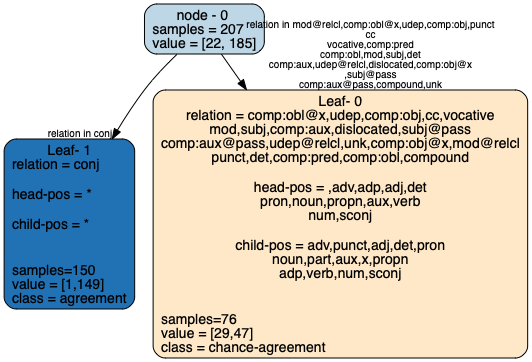 node - 0
samples = 207
value = [22, 185]
relation in mod@relcl,comp:obl@x,udep,comp:obj,punct
cc
vocative,comp:pred
comp:obl,mod,subj,det
comp:aux,udep@relcl,dislocated,comp:obj@x
,subj@pass
comp:aux@pass,compound,unk
relation in conj
Leaf- 1
relation = conj
head-pos = *
child-pos = *
samples=150
value = [1,149]
class = agreement
Leaf- 0
relation = comp:obl@x,udep,comp:obj,cc,vocative
mod,subj,comp:aux,dislocated,subj@pass
comp:aux@pass,udep@relcl,unk,comp:obj@x,mod@relcl
punct,det,comp:pred,comp:obl,compound
head-pos = ,adv,adp,adj,det
pron,noun,propn,aux,verb
num,sconj
child-pos = adv,punct,adj,det,pron
noun,part,aux,x,propn
adp,verb,num,sconj
samples=76
value = [29,47]
class = chance-agreement